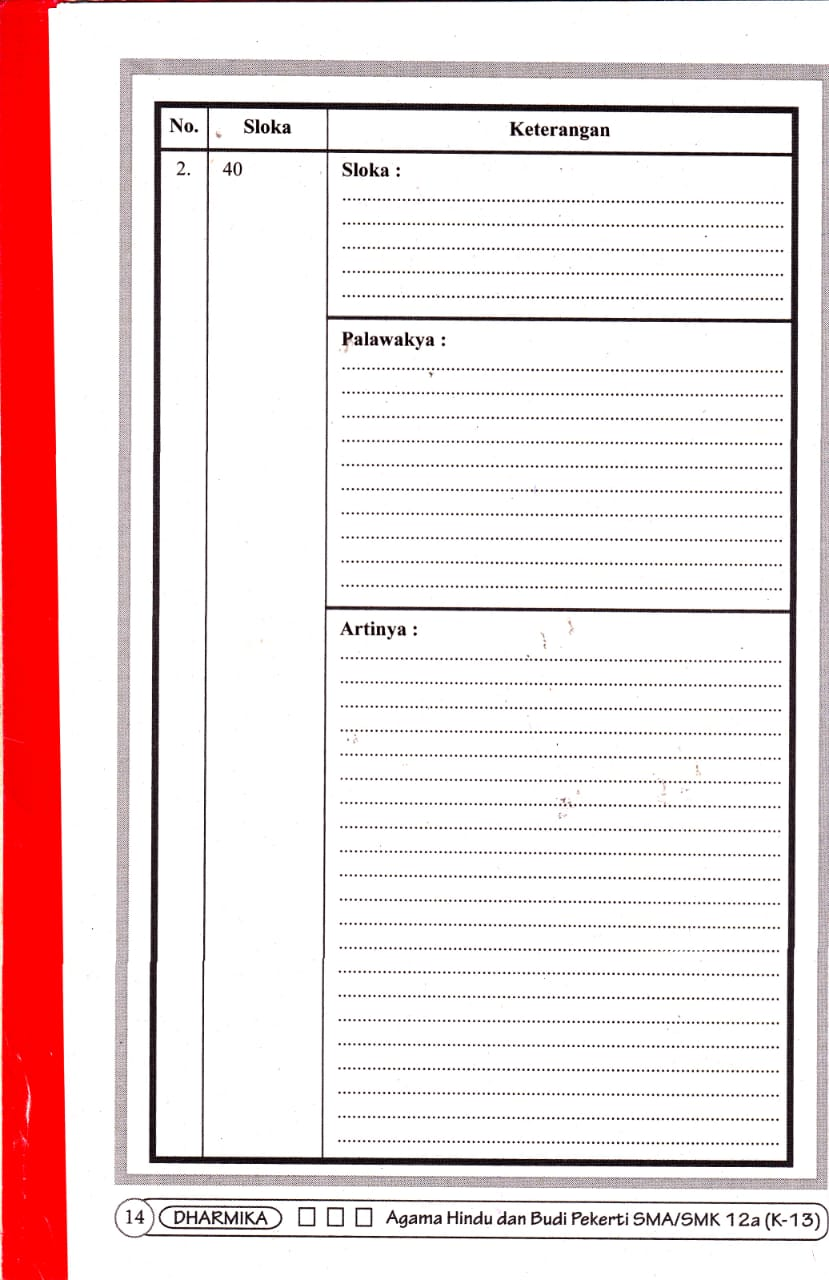 No. Sloka Keterangan
2. 40 Sloka :
Palawakya :
Artinya :
14 DHARMIKA Agama Hindu dan Budi Pekerti SMA/SMK 12a (K-13)